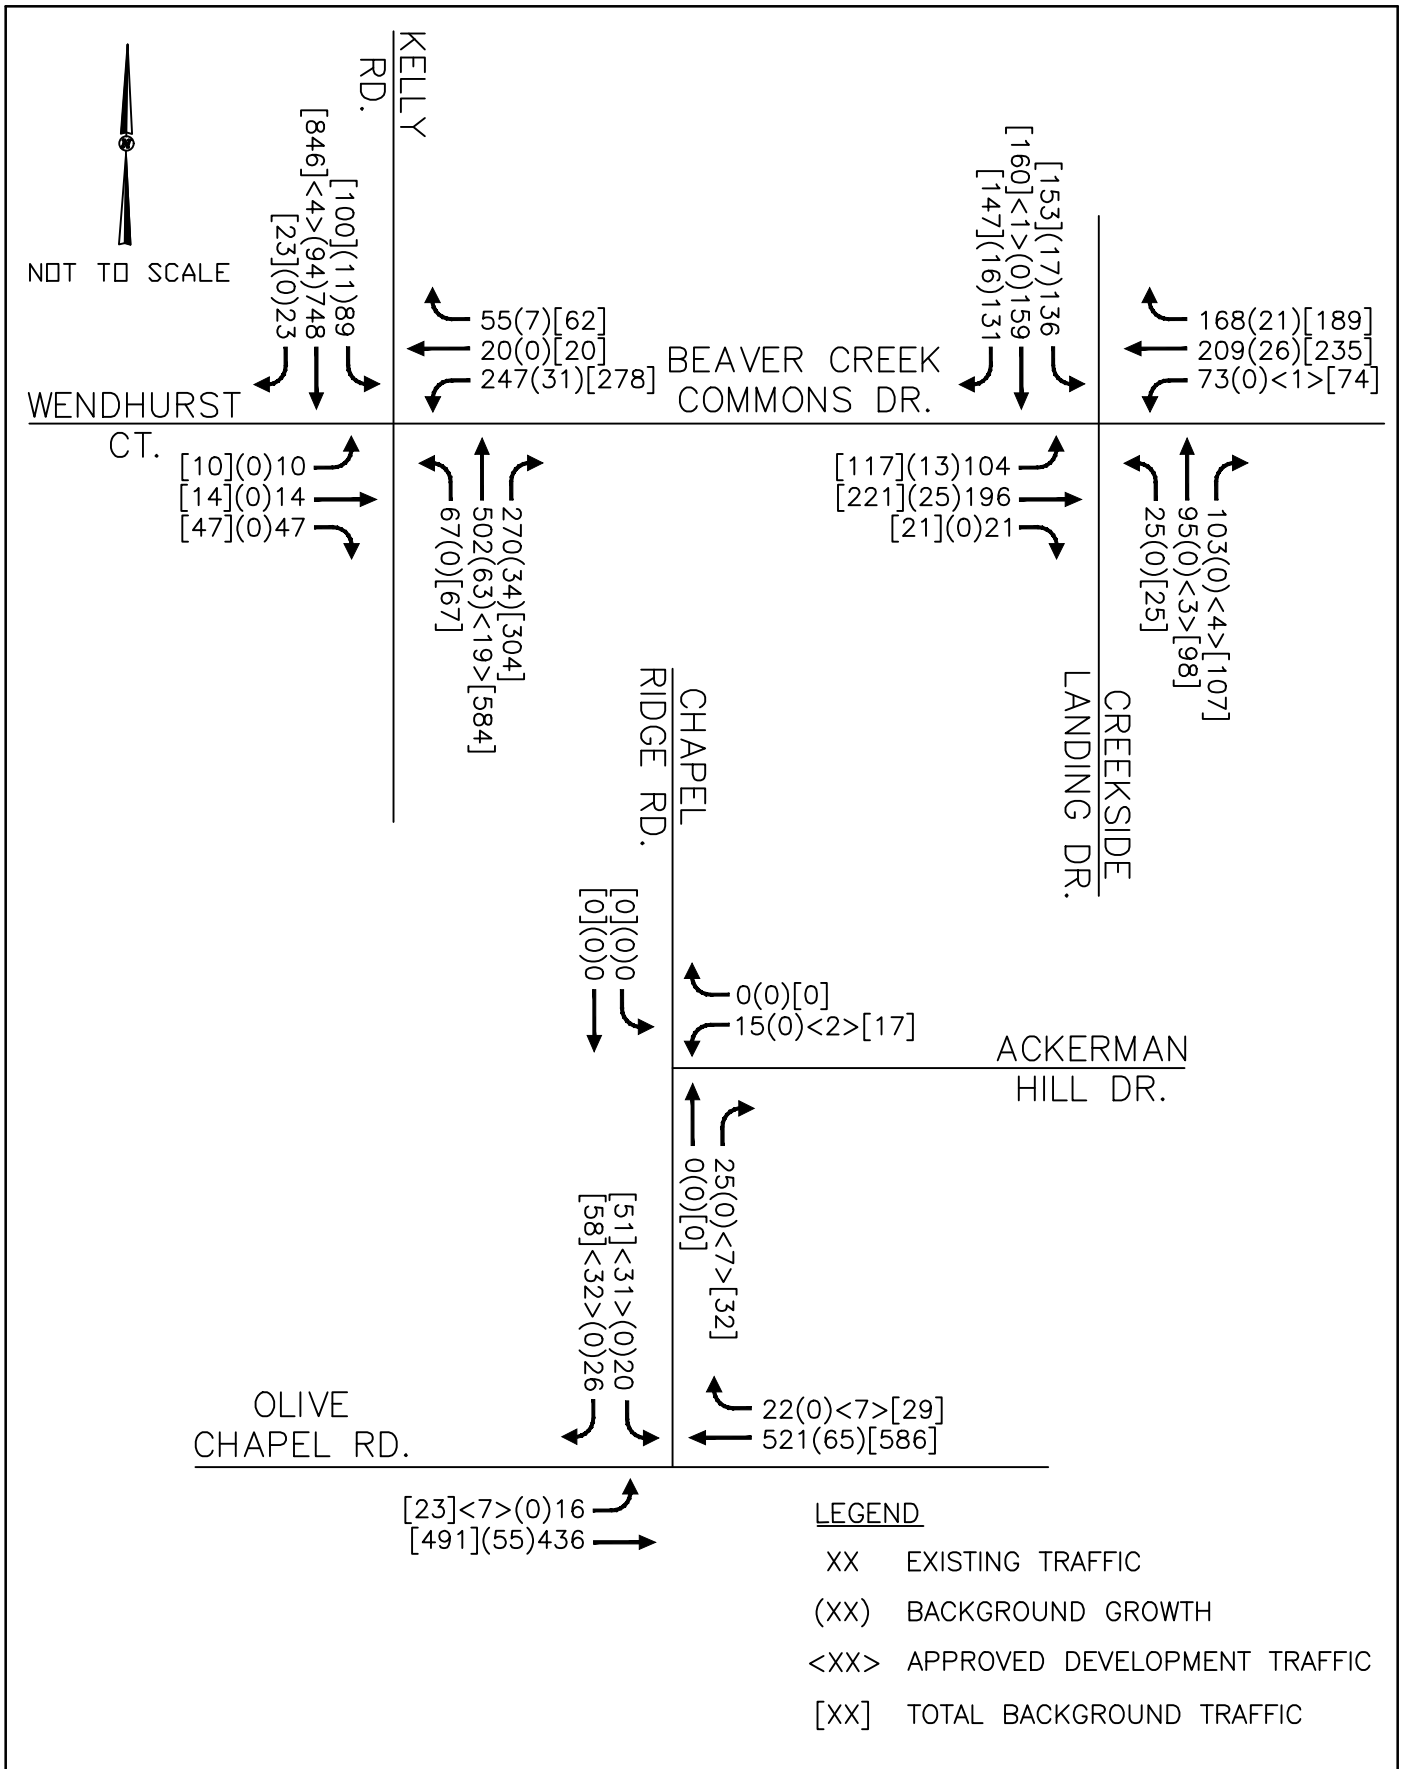 KELLY
RD.
NOT TO SCALE
[100](11)89
[846]<4>(94)748
[23](0)23
55(7)[62]
20(0)[20]
247(31)[278]
WENDHURST
CT.
[10](0)10
[14](0)14
[47](0)47
270(34)[304]
502(63)<19>[584]
67(0)[67]
BEAVER CREEK
COMMONS DR.
[153](17)136
[160]<1>(0)159
[147](16)131
168(21)[189]
209(26)[235]
73(0)<1>[74]
[117](13)104
[221](25)196
[21](0)21
103(0)<4>[107]
95(0)<3>[98]
25(0)[25]
CREEKSIDE
LANDING DR.
CHAPEL
RIDGE RD.
[0](0)0
[0](0)0
0(0)[0]
15(0)<2>[17]
ACKERMAN
HILL DR.
25(0)<7>[32]
0(0)[0]
[51]<31>(0)20
[58]<32>(0)26
22(0)<7>[29]
521(65)[586]
OLIVE
CHAPEL RD.
[23]<7>(0)16
[491](55)436
LEGEND
XX EXISTING TRAFFIC
(XX) BACKGROUND GROWTH
<XX> APPROVED DEVELOPMENT TRAFFIC
[XX] TOTAL BACKGROUND TRAFFIC